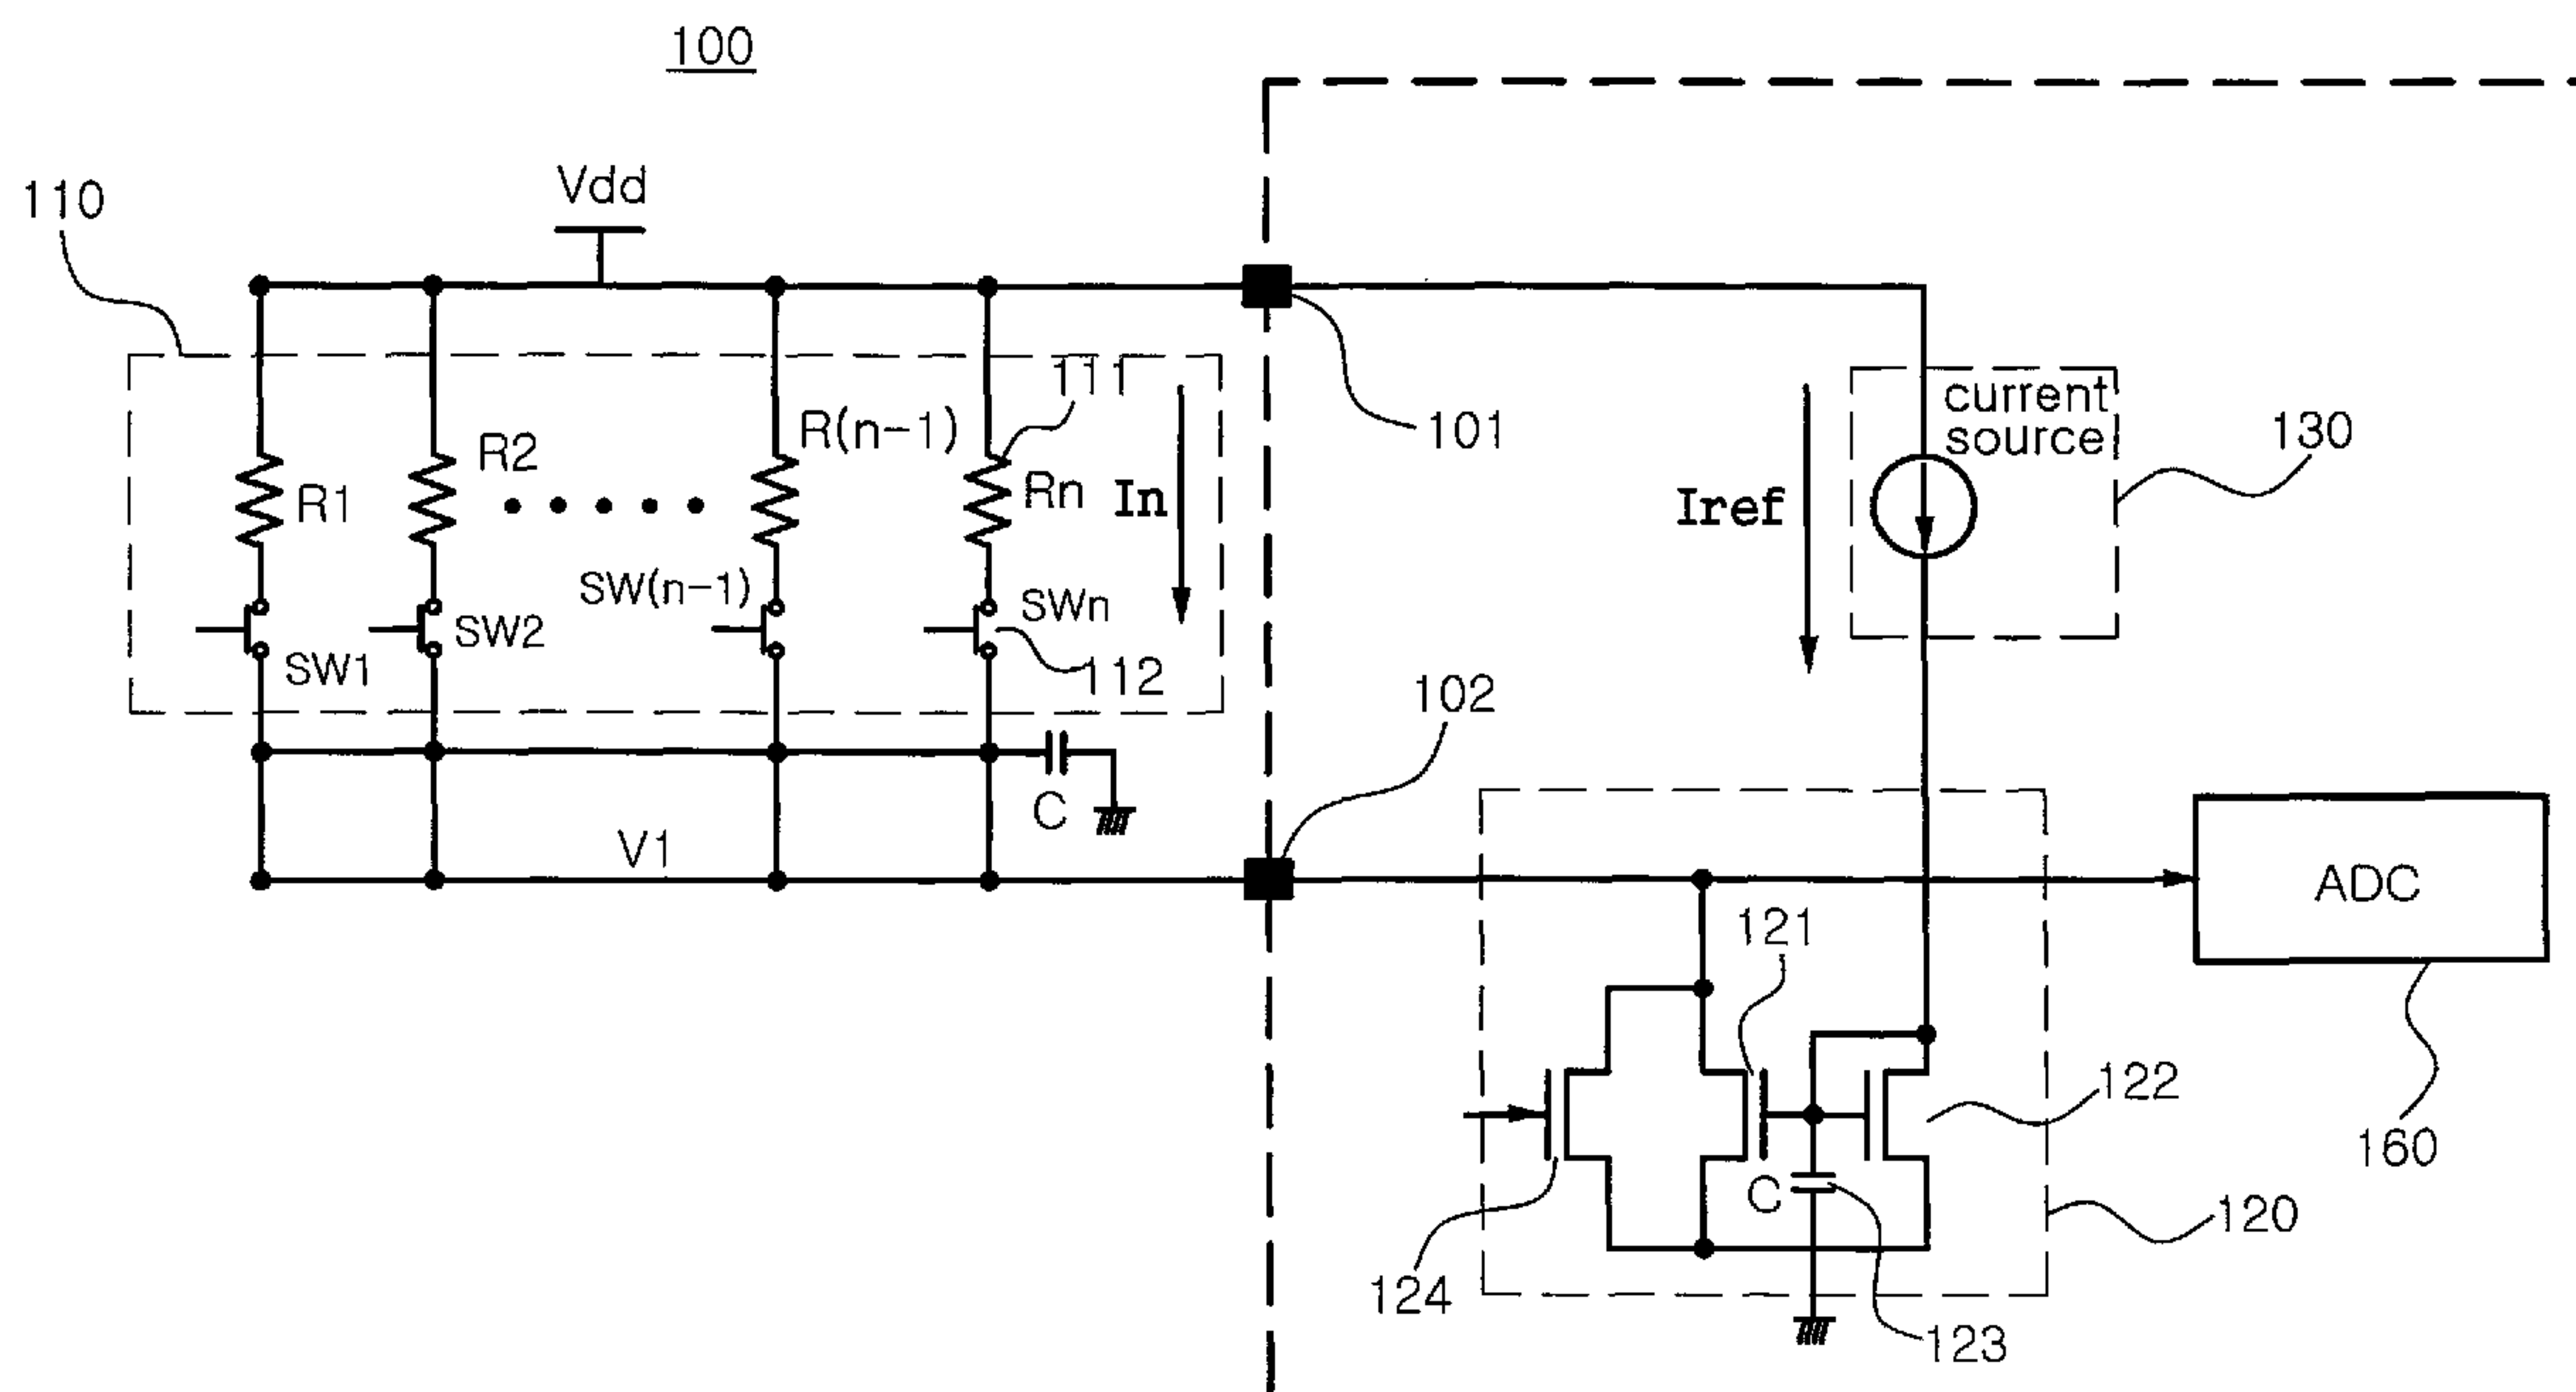 100
Vdd
110
111
R(n-1)
R2
R1
Rn
In
SW(n-1)
SWn
SW2
SW1
112
C
V1
101
102
current
source
130
Iref
ADC
121
122
160
C
120
124
123